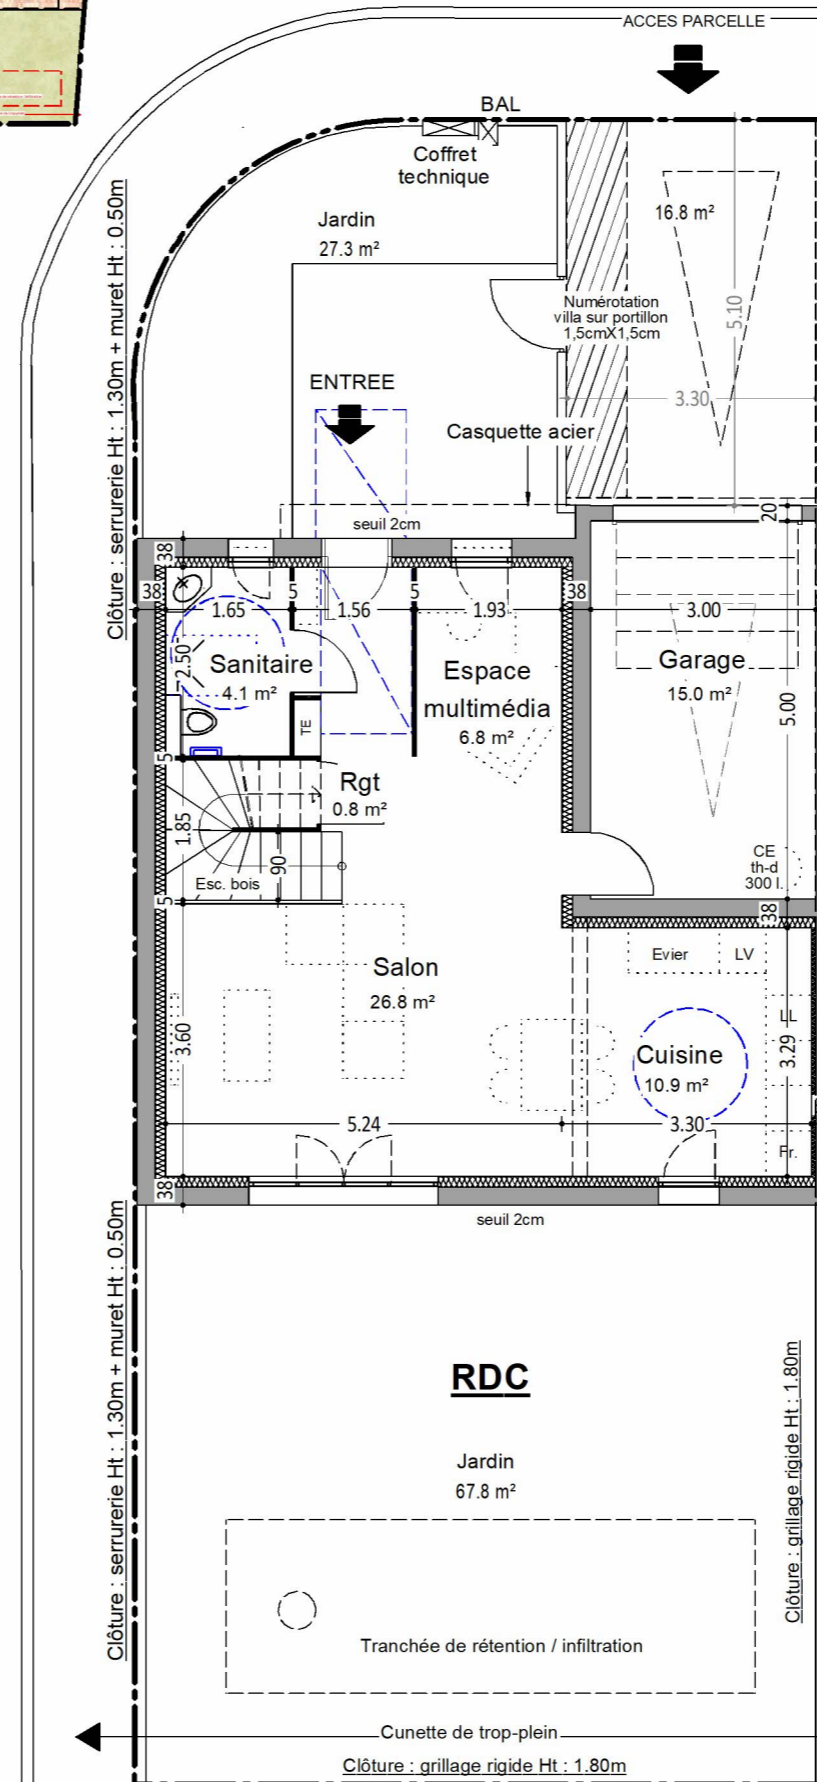 ACCES PARCELLE
BAL
Coffret
technique
Jardin
27.3 m²
16.8 m²
Numérotation
villa sur portillon
1,5cmX1,5cm
5.10
3.30
ENTREE
Casquette acier
seuil 2cm
Clôture : serrurerie Ht : 1.30m + muret Ht : 0.50m
20
38
38
1.65
5
1.56
5
1.93
38
3.00
2.50
Sanitaire
4.1 m²
Espace
multimédia
6.8 m²
Garage
15.0 m²
5.00
TE
5
Rgt
0.8 m²
1.85
90
Esc. bois
CE
th-d
300 l.
5
38
Evier
LV
Salon
26.8 m²
LL
3.60
3.29
Cuisine
10.9 m²
5.24
3.30
Fr.
38
seuil 2cm
Clôture : serrurerie Ht : 1.30m + muret Ht : 0.50m
RDC
Clôture : grillage rigide Ht : 1.80m
Jardin
67.8 m²
Tranchée de rétention / infiltration
Cunette de trop-plein
Clôture : grillage rigide Ht : 1.80m